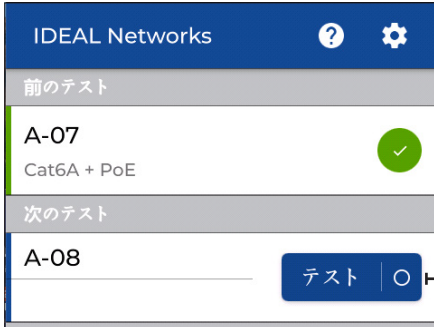 IDEAL Networks
前のテスト
A-07
Cat6A + PoE
次のテスト
A-08
テスト